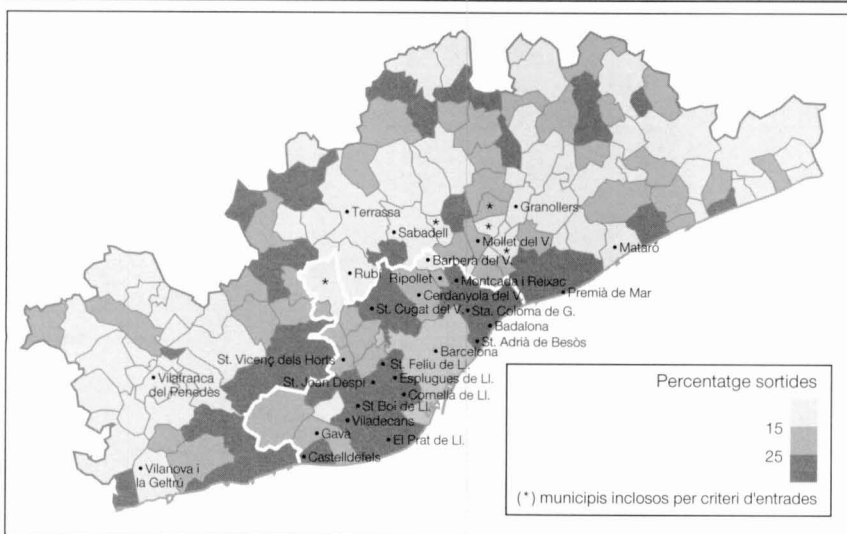 Terrassa
Granollers
Sabadell
Mollet del V.
Mataró
Barberà del V.
Rubí
Ripollet
Montcada i Reixac
Cerdanyola del V.
Premià de Mar
St. Cugat del V.
Sta. Coloma de G.
Badalona
St. Adrià de Besòs
Barcelona
St. Vicenç dels Horts
St. Feliu de Ll.
Vilafranca
del Penedès
St. Joan Despí
Esplugues de Ll.
Cornellà de Ll.
St Boi de Ll.
Viladecans
Gavà
El Prat de Ll.
Castelldefels
Vilanova i
la Geltrú
Percentatge sortides
15
25
(*) municipis inclosos per criteri d'entrades